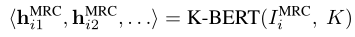 ⟨h_{i1}^{MRC}, h_{i2}^{MRC}, …⟩ = K-BERT(I_i^{MRC}, K)